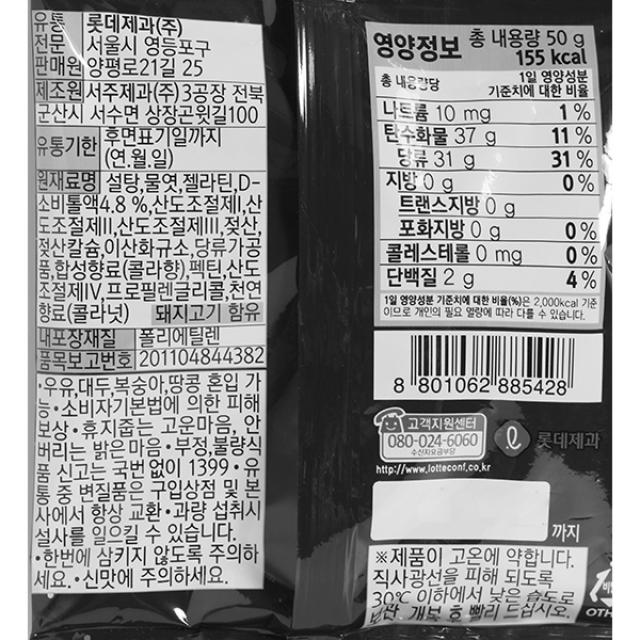 유통 전문 판매원 롯데제과(주)
서울시 영등포구
양평로21길 25
제조원 서주제과(주)3공장 전북
군산시 서수면 상장곤윗길100
유통기한 후면표기일까지
(연.월.일)
원재료명 설탕,물엿,젤라틴,D-
소비톨액4.8 %,산도조절제I,산
도조절제II,산도조절제III,젖산,
젖산칼슘,이산화규소,당류가공
품,합성향료(콜라향),펙틴,산도
조절제IV,프로필렌글리콜,천연
향료(콜라넛) 돼지고기 함유
내포장재질 폴리에틸렌
품목보고번호 201104844382
•우유,대두,복숭아,땅콩 혼입 가
능•소비자기본법에 의한 피해
보상•휴지줍는 고운마음, 안
버리는 밝은마음•부정,불량식
품 신고는 국번없이 1399•유
통 중 변질품은 구입상점 및 본
사에서 항상 교환•과량 섭취시
설사를 일으킬 수 있습니다.
•한번에 삼키지 않도록 주의하
세요.•신맛에 주의하세요.
영양정보 총 내용량 50 g
155 kcal
총 내용량당 1일 영양성분
기준치에 대한 비율
나트륨 10 mg 1 %
탄수화물 37 g 11 %
당류 31 g 31 %
지방 0 g 0 %
트랜스지방 0 g
포화지방 0 g 0 %
콜레스테롤 0 mg 0 %
단백질 2 g 4 %
1일 영양성분 기준치에 대한 비율(%)은 2,000kcal 기준
이므로 개인의 필요 열량에 따라 다를 수 있습니다.
8 801062 885428
고객지원센터
080-024-6060
수신자요금부담
롯데제과
http://www.lotteconf.co.kr
까지
※제품이 고온에 약합니다.
직사광선을 피해 되도록
30℃ 이하에서 낮은 습도로
보관, 개봉 후 빨리 드십시오.
OTH